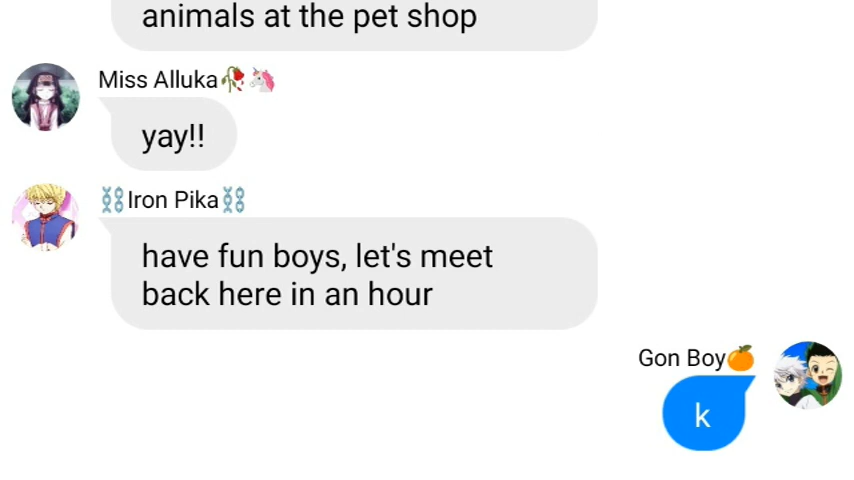 animals at the pet shop
Miss Alluka🥀🦄
yay!!
⛓Iron Pika⛓
have fun boys, let's meet
back here in an hour
Gon Boy🍊
k